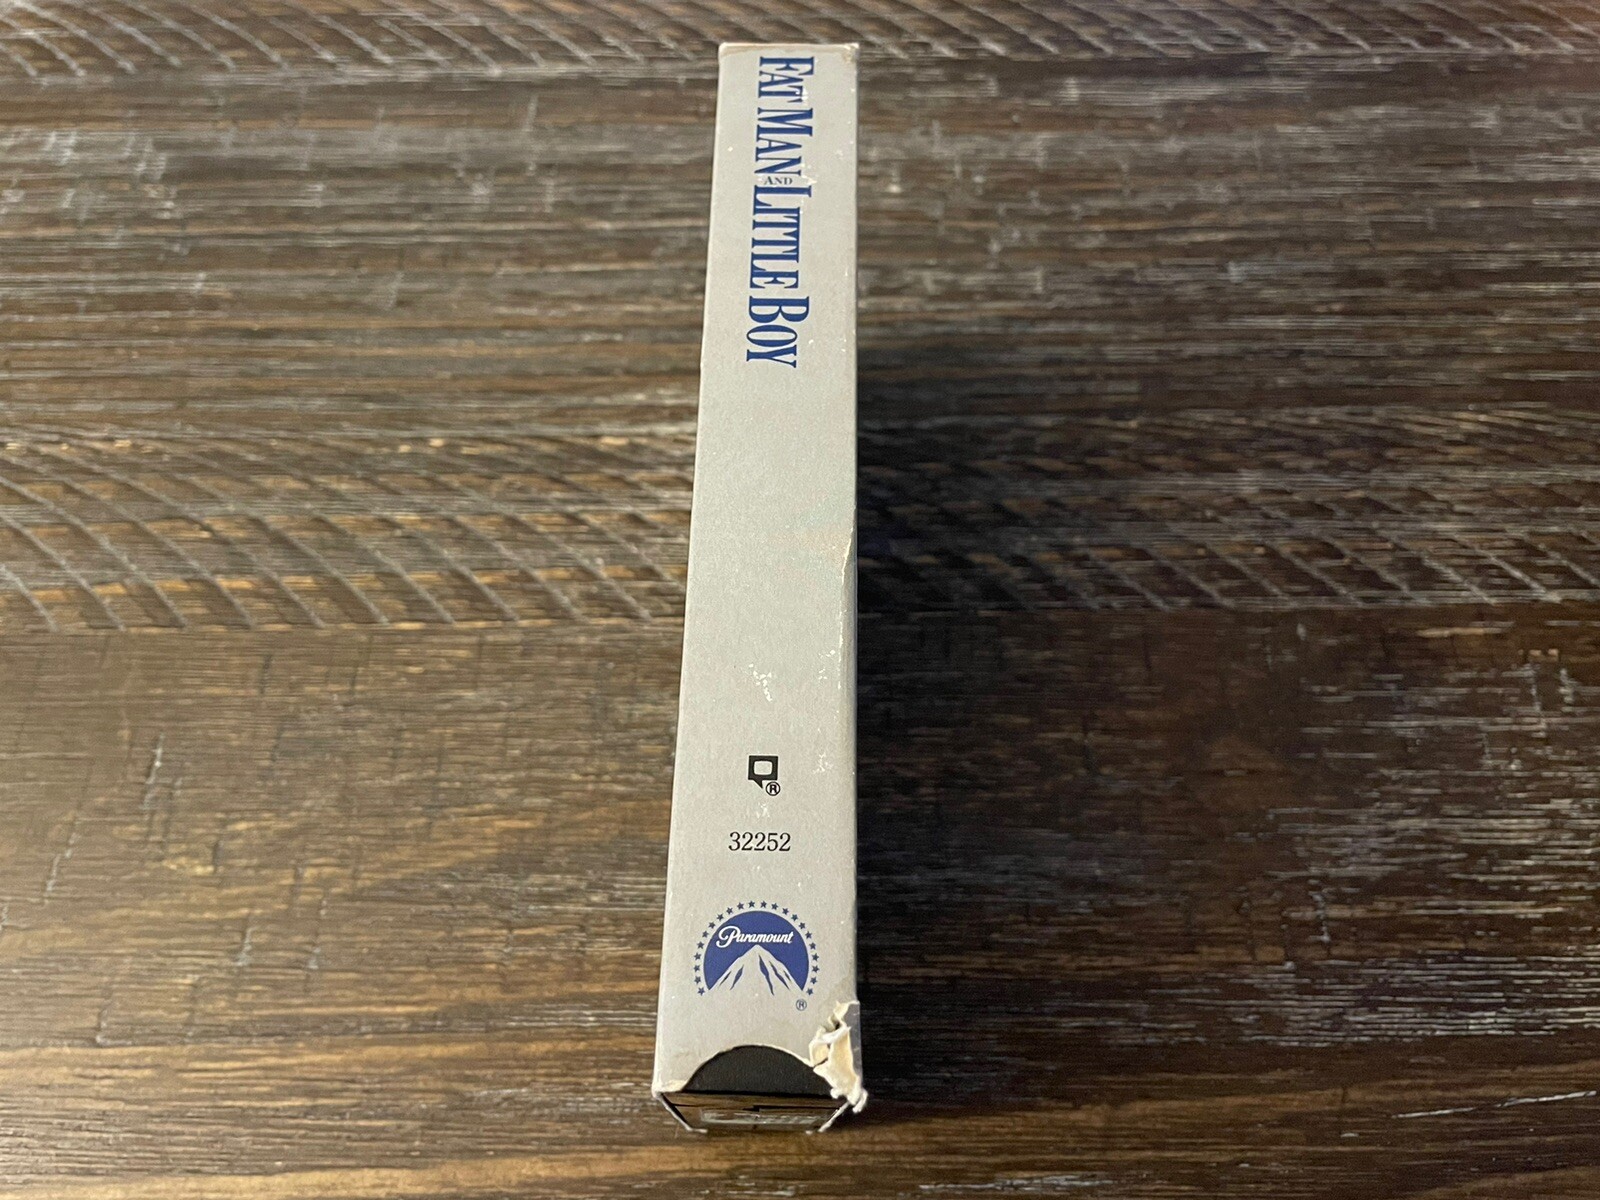 FAT MAN AND LITTLE BOY
®
32252
Paramount
®